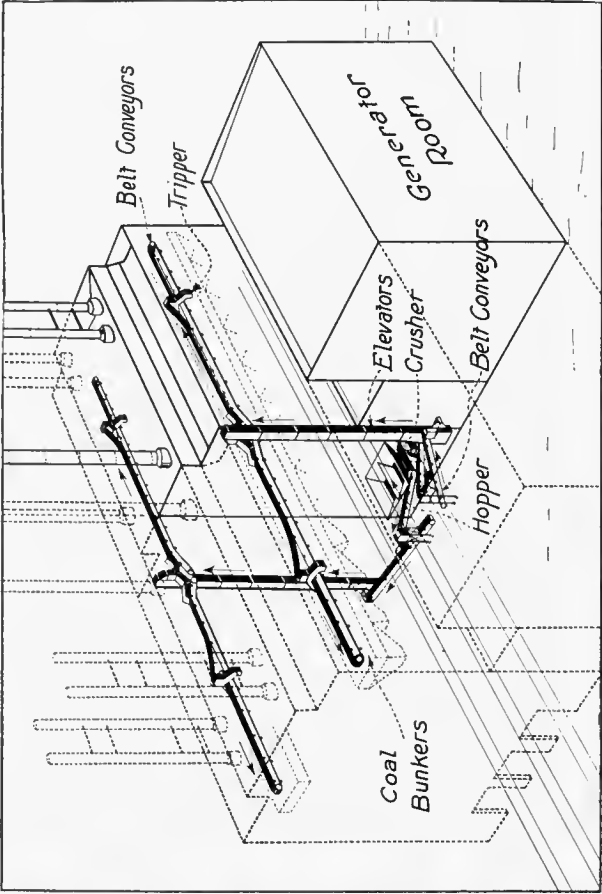 Belt Conveyors
Tripper
Generator
Room
Elevators
Crusher
Belt Conveyors
Hopper
Coal
Bunkers